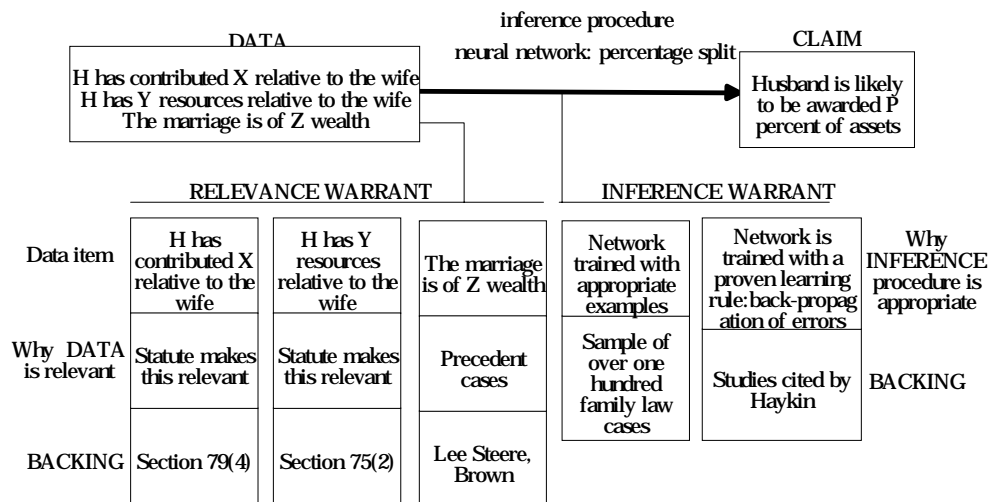 inference procedure
neural network: percentage split
DATA
H has contributed X relative to the wife
H has Y resources relative to the wife
The marriage is of Z wealth
CLAIM
Husband is likely
to be awarded P
percent of assets
RELEVANCE WARRANT
INFERENCE WARRANT
Data item
H has
contributed X
relative to the
wife
H has Y
resources
relative to the
wife
The marriage
is of Z wealth
Network
trained with
appropriate
examples
Network is
trained with a
proven learning
rule:back-propag
ation of errors
Why
INFERENCE
procedure is
appropriate
Why DATA
is relevant
Statute makes
this relevant
Statute makes
this relevant
Precedent
cases
Sample of
over one
hundred
family law
cases
Studies cited by
Haykin
BACKING
BACKING
Section 79(4)
Section 75(2)
Lee Steere,
Brown